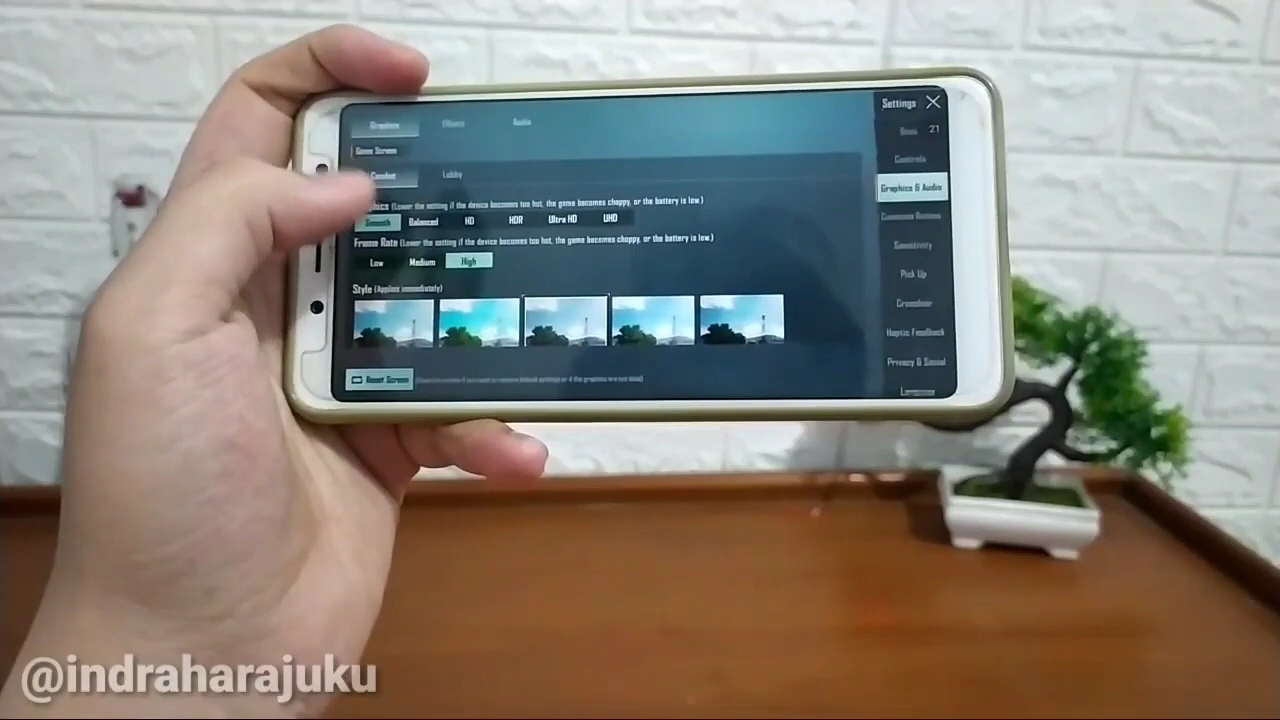 Settings
Graphics Effects Audio
Basic 21
Game Screen
Controls
Combat Lobby
Graphics & Audio
(Lower the setting if the device becomes too hot, the game becomes choppy, or the battery is low.)
Smooth Balanced HD HDR Ultra HD UHD
Frame Rate (Lower the setting if the device becomes too hot, the game becomes choppy, or the battery is low.)
Low Medium High
Sensitivity
Pick Up
Style (Applies immediately)
Crosshair
Haptic Feedback
Privacy & Social
Reset Screen
Language
@indraharajuku